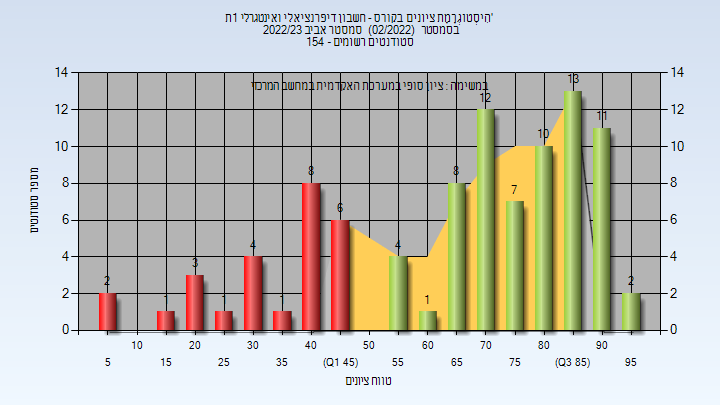 היסטוגרמת ציונים בקורס - חשבון דיפרנציאלי ואינטגרלי 1ת'
בסמסטר (02/2022) סמסטר אביב 2022/23
סטודנטים רשומים - 154
במשימה : ציון סופי במערכת האקדמית במחשב המרכזי
מספר סטודנטים
14 14
12 12
10 10
8 8
6 6
4 4
2 2
0 0
2 1 3 1 4 1 8 6 4 1 8 12 7 10 13 11 2
10 20 30 40 50 60 70 80 90
5 15 25 35 (Q1 45) 55 65 75 (Q3 85) 95
טווח ציונים